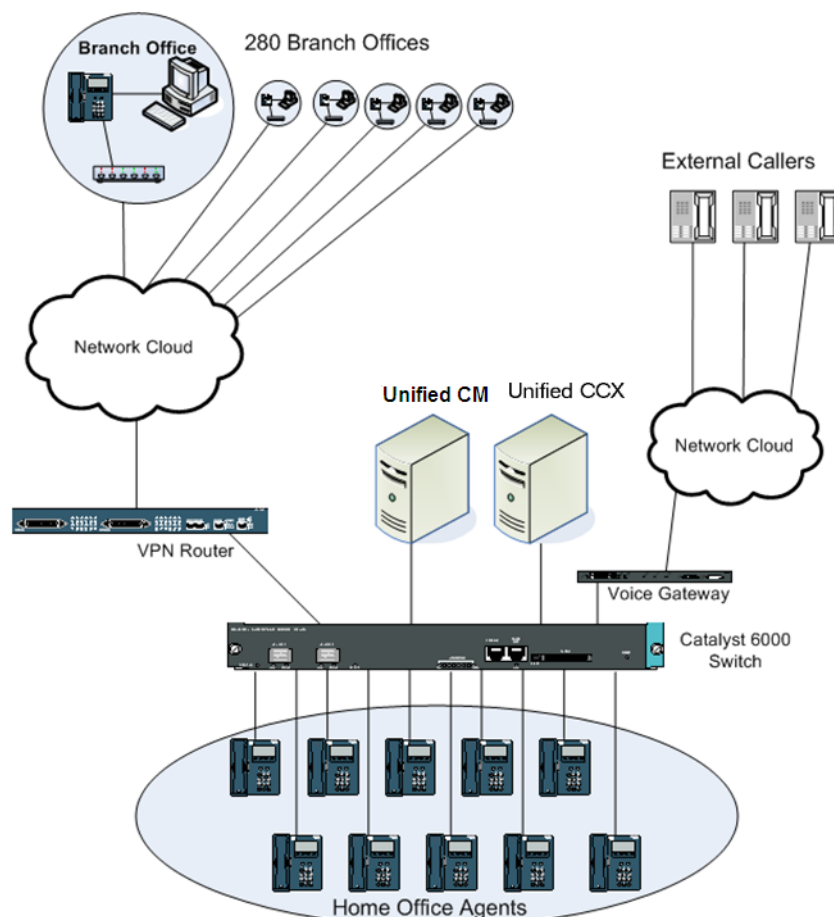 Branch Office
280 Branch Offices
External Callers
Network Cloud
Unified CM
Unified CCX
Network Cloud
VPN Router
Voice Gateway
Catalyst 6000
Switch
Home Office Agents